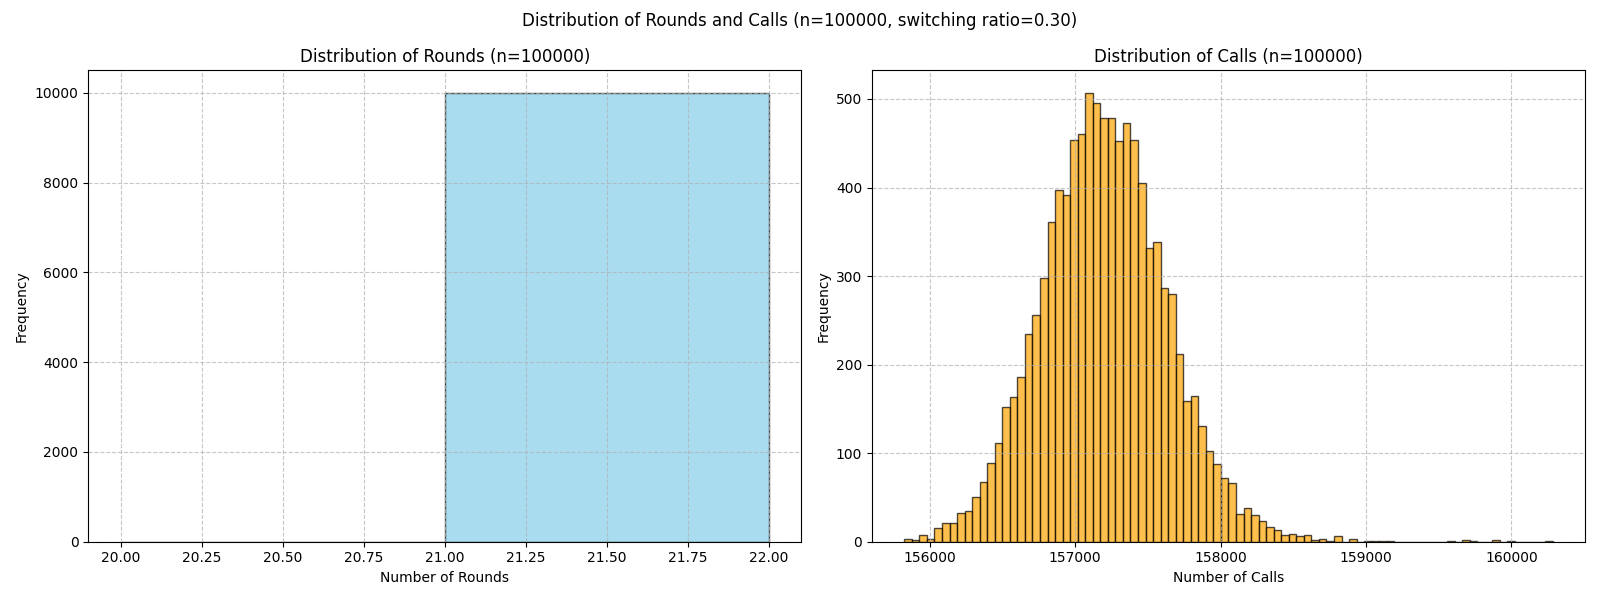 Distribution of Rounds and Calls (n=100000, switching ratio=0.30)
Distribution of Rounds (n=100000)
Frequency
10000
8000
6000
4000
2000
0
20.00 20.25 20.50 20.75 21.00 21.25 21.50 21.75 22.00
Number of Rounds
Distribution of Calls (n=100000)
Frequency
500
400
300
200
100
0
156000 157000 158000 159000 160000
Number of Calls